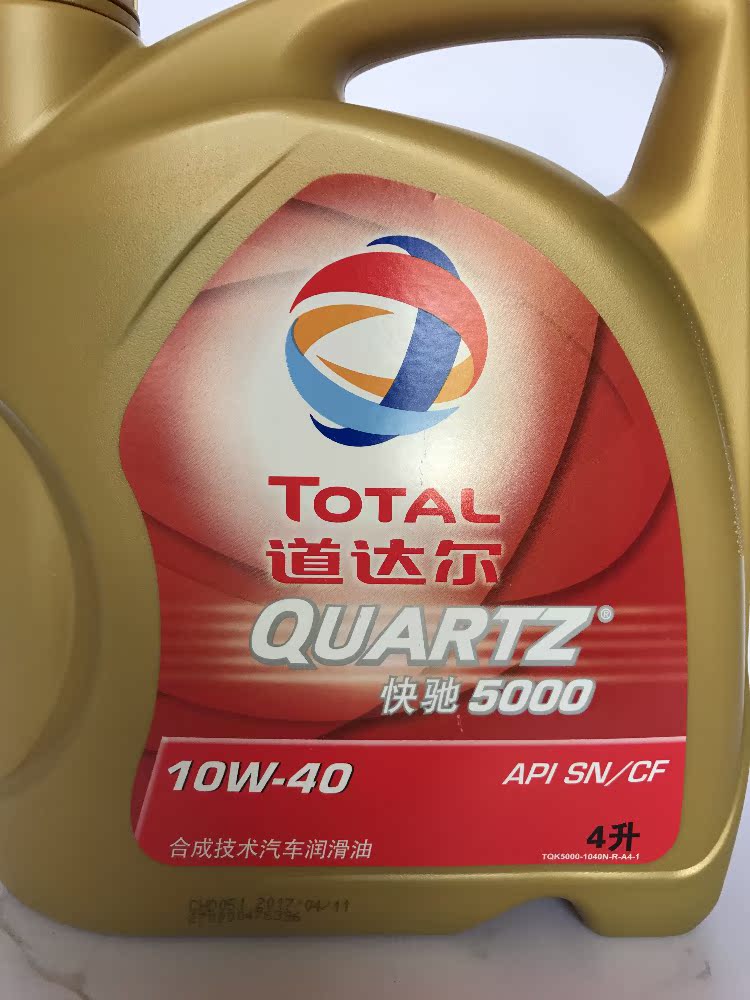 TOTAL
道达尔
QUARTZ®
快驰 5000
10W-40
API SN/CF
合成技术汽车润滑油
4升
TQK5000-1040N-R-A4-1
2017/04/11